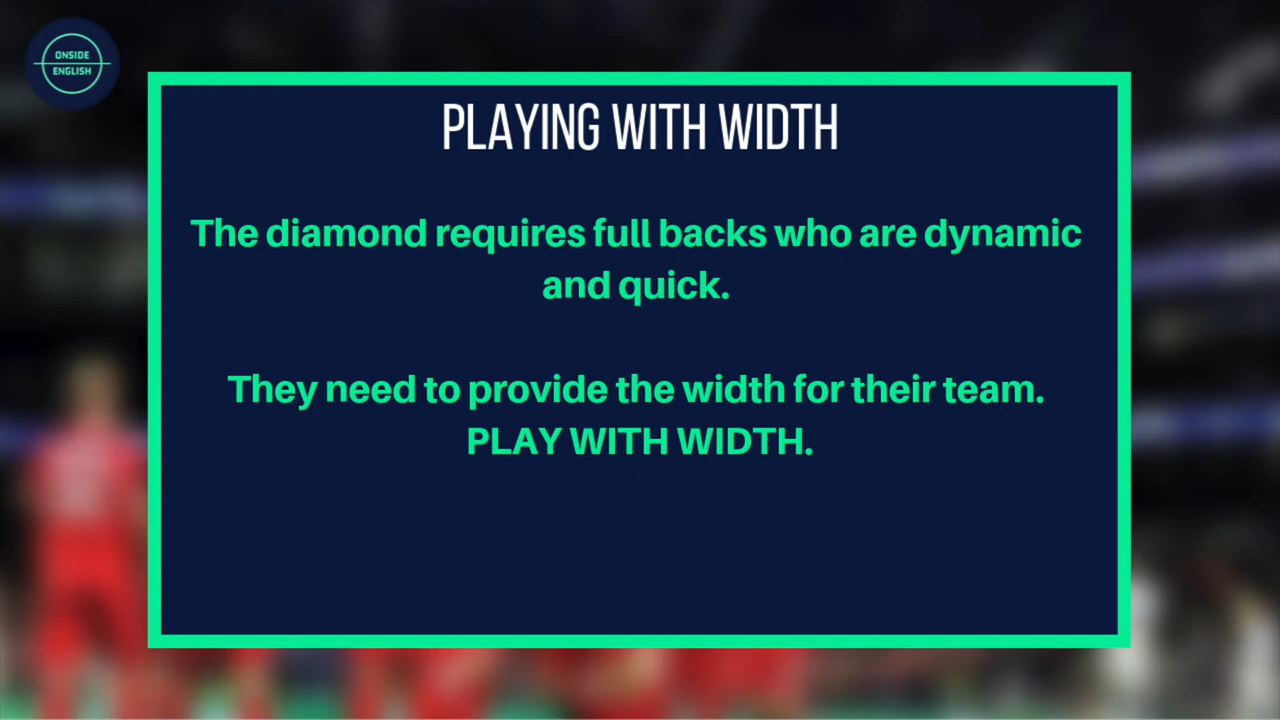 ONSIDE
ENGLISH
PLAYING WITH WIDTH
The diamond requires full backs who are dynamic
and quick.
They need to provide the width for their team.
PLAY WITH WIDTH.